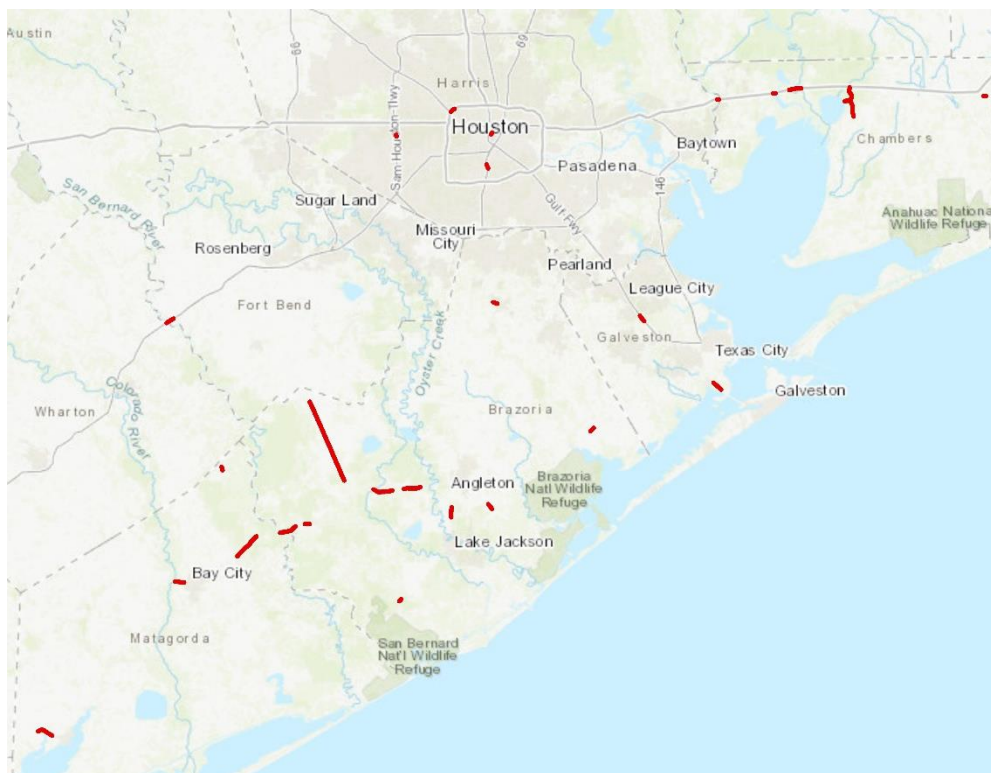 Austin
66
69
Harris
Sam-Houston-Tlwy
Houston
Baytown
Chambers
Pasadena
146
San Bernard
River
Sugar Land
Gulf Fwy
Anahuac Nationa
Wildlife Refuge
Missouri
City
Rosenberg
Pearland
League City
Fort Bend
Oyster Creek
Galveston
Texas City
Colorado
River
Wharton
Galveston
Brazoria
Brazoria
Natl Wildlife
Refuge
Angleton
Lake Jackson
Bay City
Matagorda
San Bernard
Nat'l Wildlife
Refuge